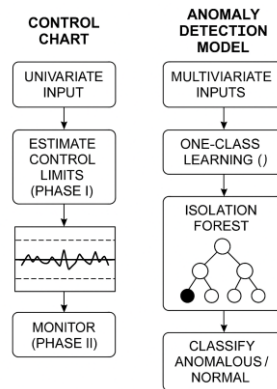 CONTROL
CHART
UNIVARIATE
INPUT
ESTIMATE
CONTROL
LIMITS
(PHASE I)
MONITOR
(PHASE II)
ANOMALY
DETECTION
MODEL
MULTIVARIATE
INPUTS
ONE-CLASS
LEARNING ()
ISOLATION
FOREST
CLASSIFY
ANOMALOUS /
NORMAL